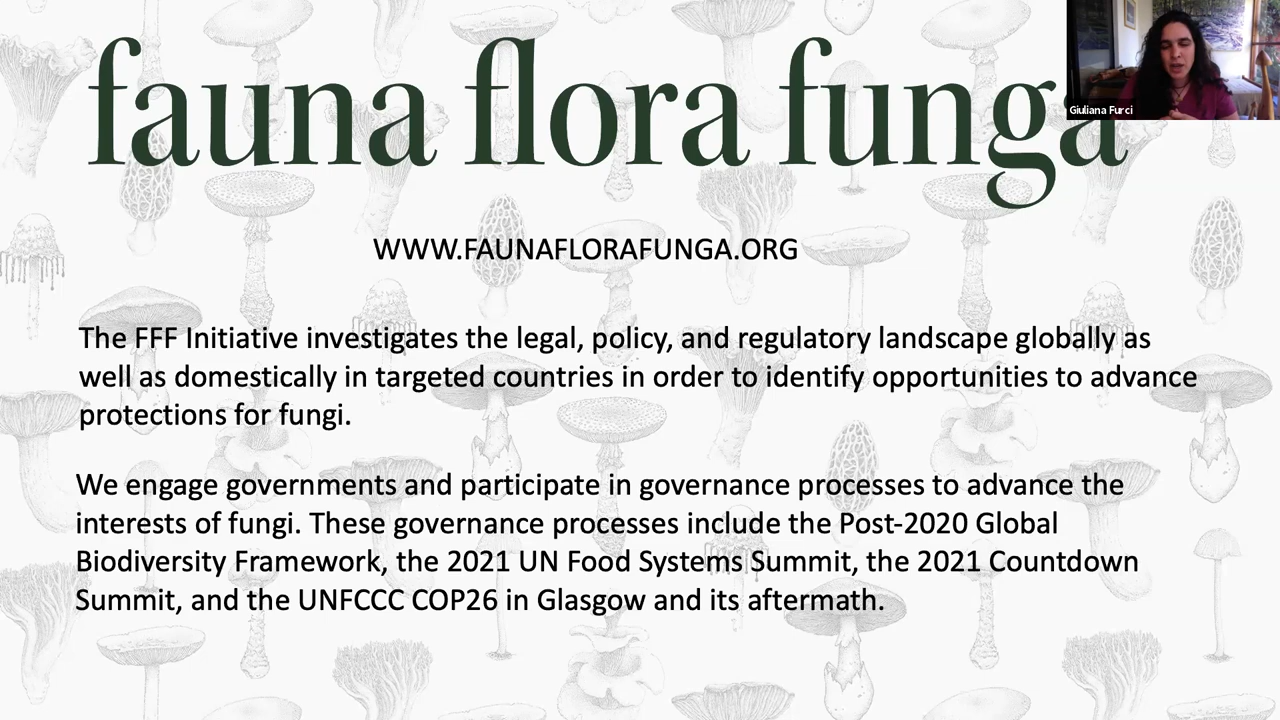 fauna flora funga
Giuliana Furci
WWW.FAUNAFLORAFUNGA.ORG
The FFF Initiative investigates the legal, policy, and regulatory landscape globally as
well as domestically in targeted countries in order to identify opportunities to advance
protections for fungi.
We engage governments and participate in governance processes to advance the
interests of fungi. These governance processes include the Post-2020 Global
Biodiversity Framework, the 2021 UN Food Systems Summit, the 2021 Countdown
Summit, and the UNFCCC COP26 in Glasgow and its aftermath.